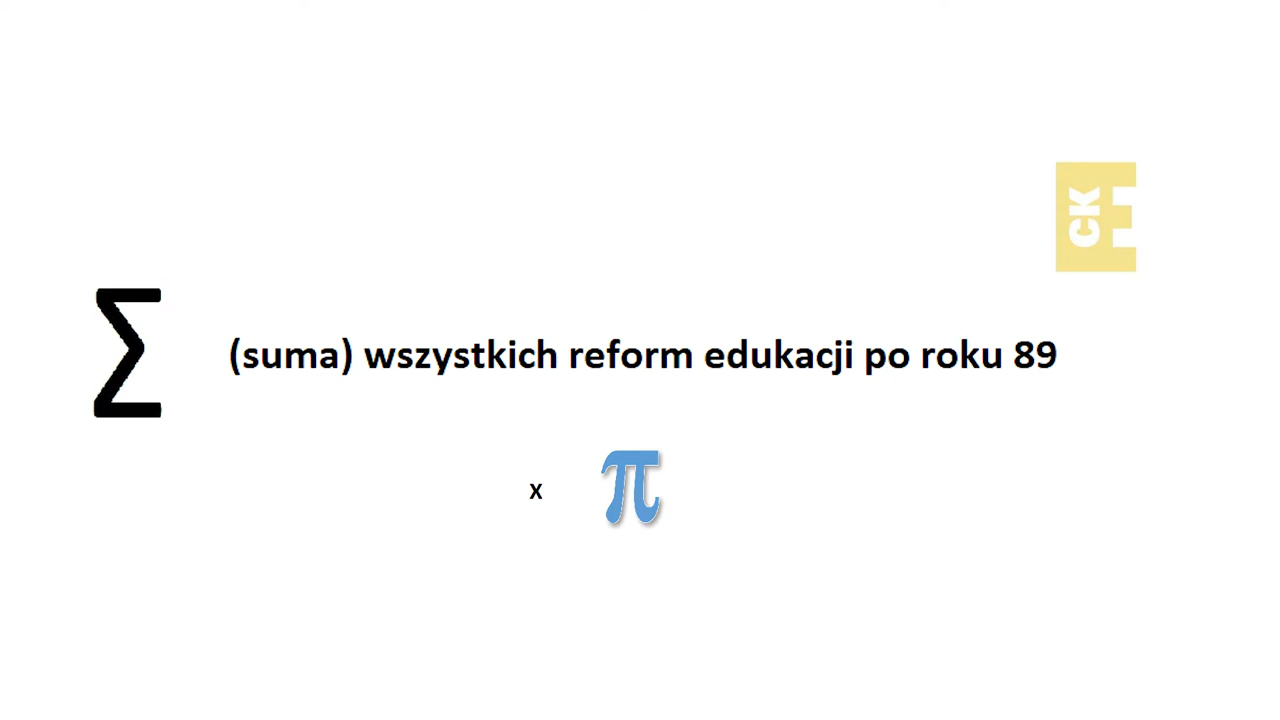 CKE
∑ (suma) wszystkich reform edukacji po roku 89
x π